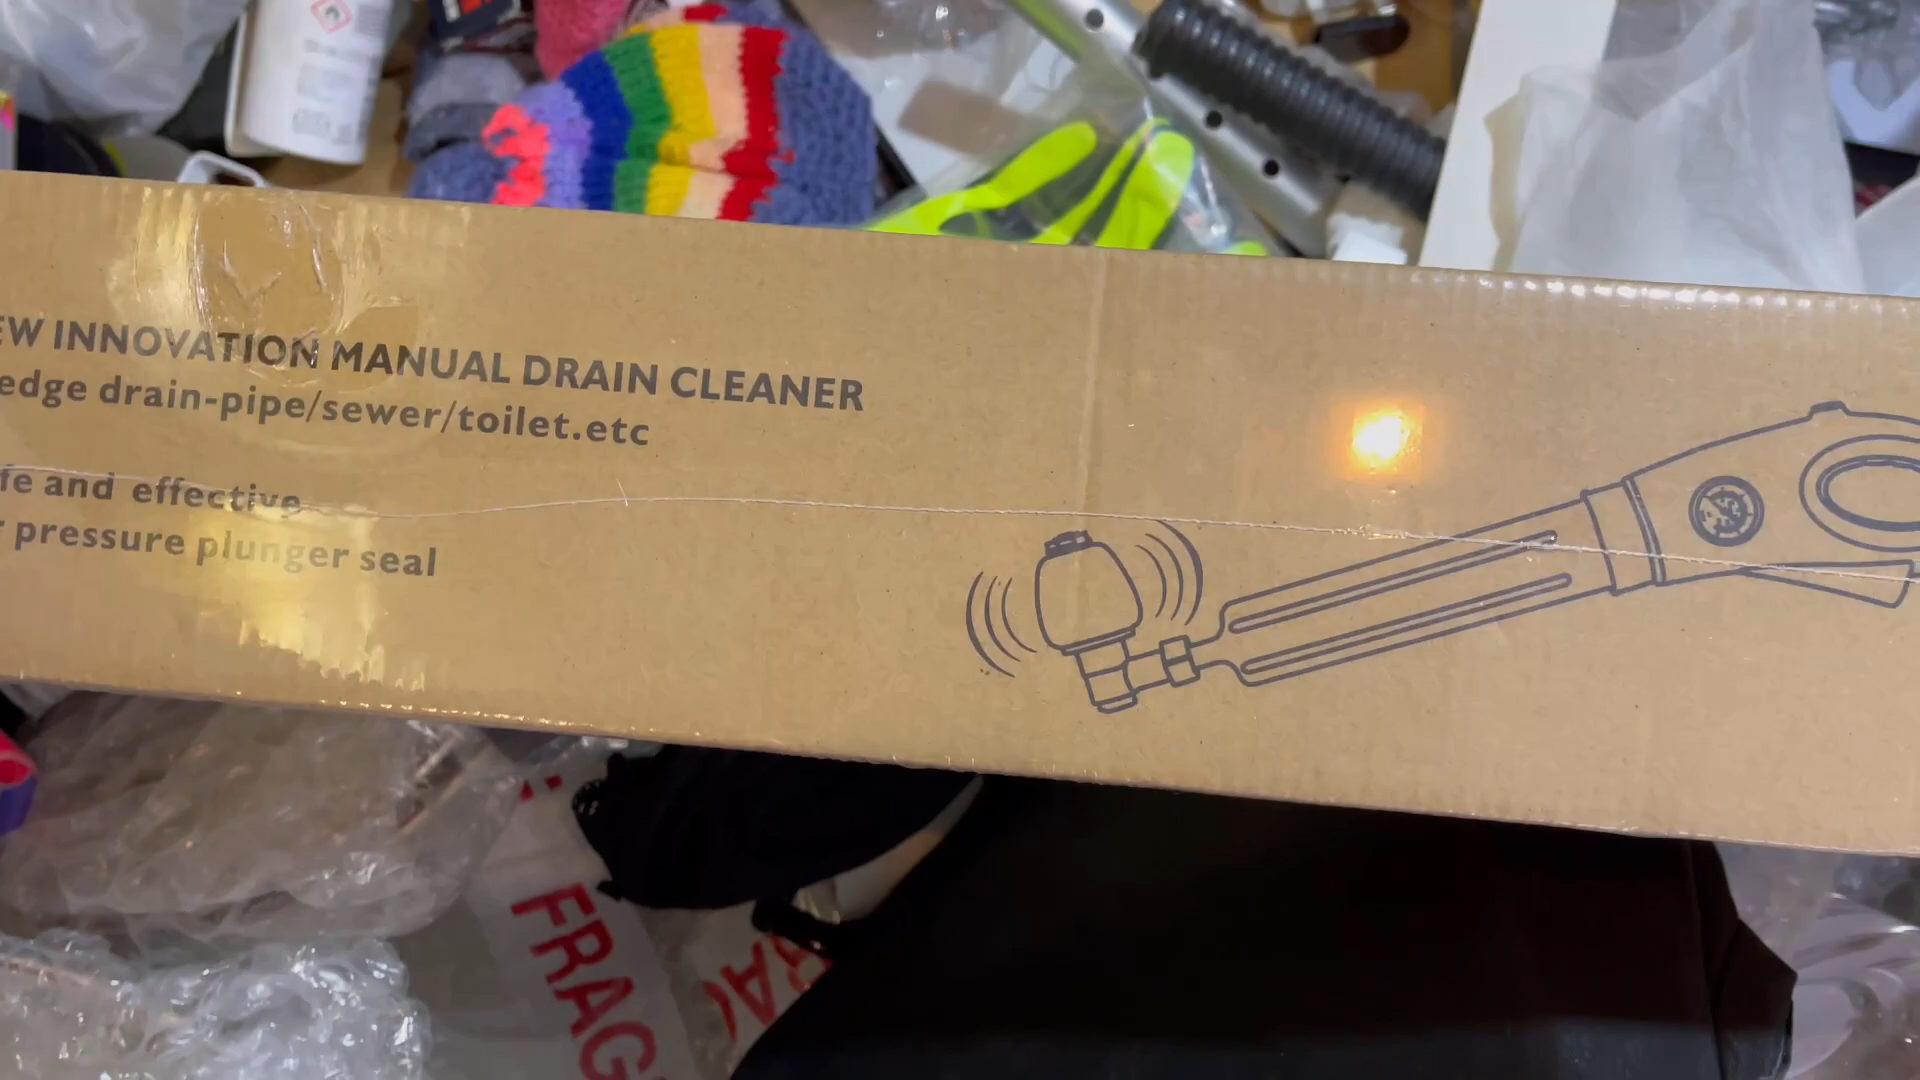 EW INNOVATION MANUAL DRAIN CLEANER
edge drain-pipe/sewer/toilet.etc
fe and effective
r pressure plunger seal
FRAG